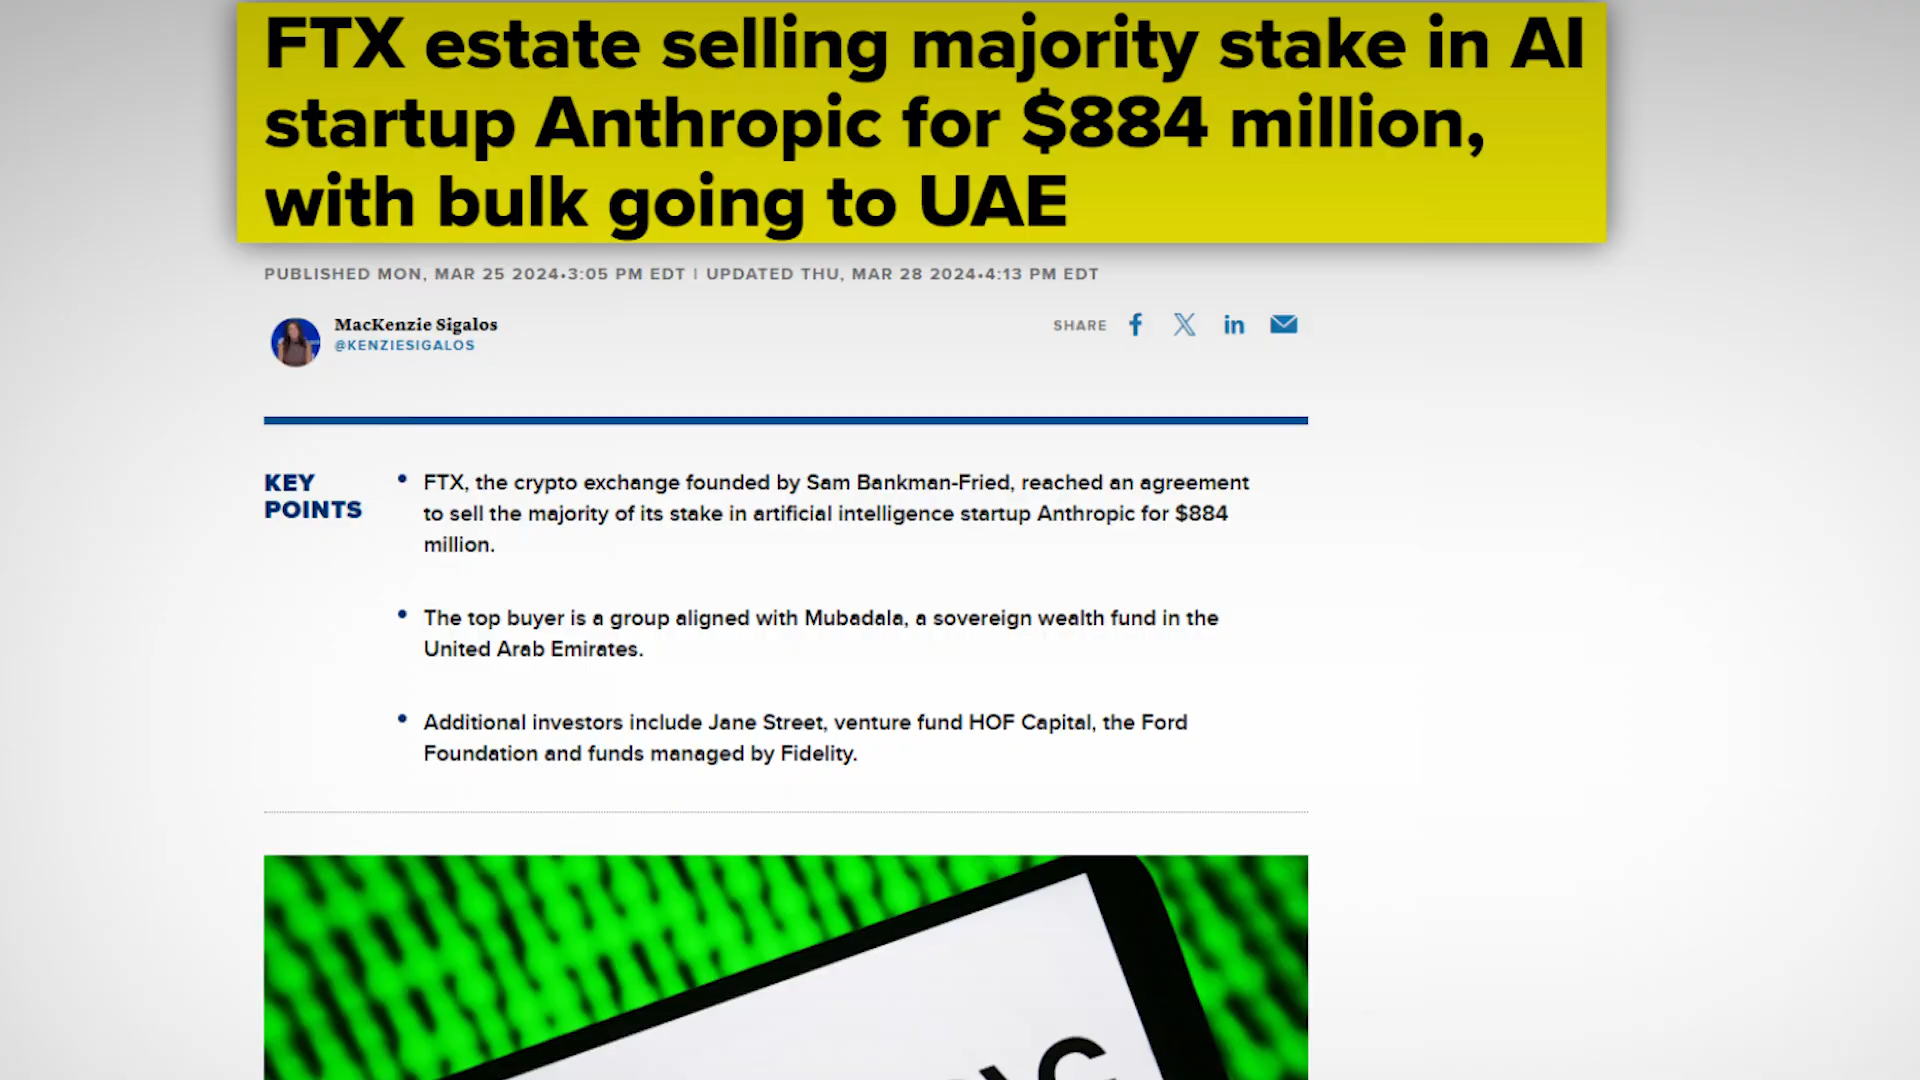 FTX estate selling majority stake in AI
startup Anthropic for $884 million,
with bulk going to UAE
PUBLISHED MON, MAR 25 2024•3:05 PM EDT | UPDATED THU, MAR 28 2024•4:13 PM EDT
MacKenzie Sigalos
@KENZIESIGALOS
SHARE
KEY
POINTS
• FTX, the crypto exchange founded by Sam Bankman-Fried, reached an agreement
to sell the majority of its stake in artificial intelligence startup Anthropic for $884
million.
• The top buyer is a group aligned with Mubadala, a sovereign wealth fund in the
United Arab Emirates.
• Additional investors include Jane Street, venture fund HOF Capital, the Ford
Foundation and funds managed by Fidelity.